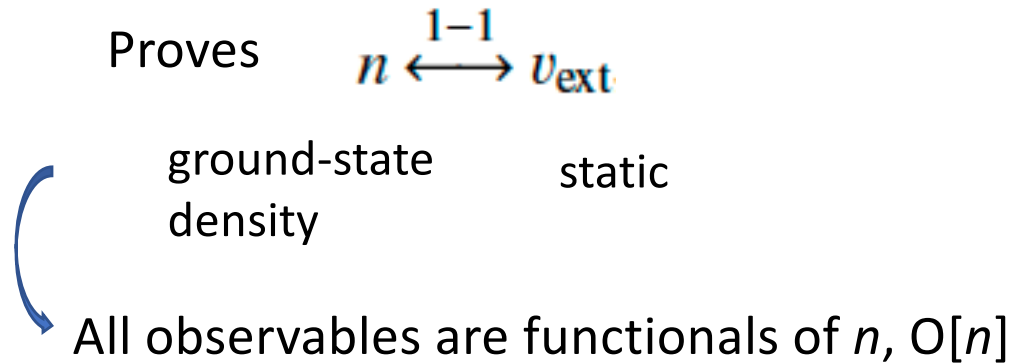 Proves n ⟷ v_ext 1–1
ground-state static
density
All observables are functionals of n, O[n]